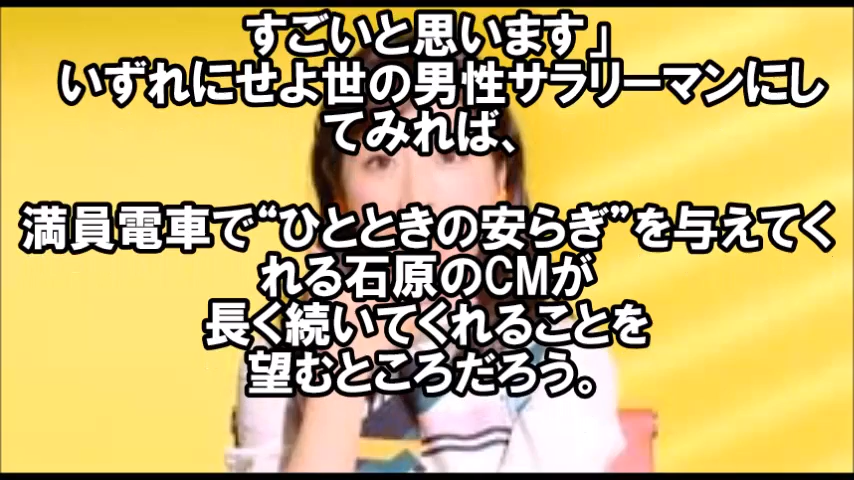 すごいと思います」
いずれにせよ世の男性サラリーマンにし
てみれば、
満員電車で“ひとときの安らぎ”を与えてく
れる石原のCMが
長く続いてくれることを
望むところだろう。